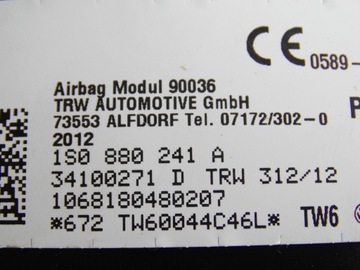 CE 0589-
Airbag Modul 90036
TRW AUTOMOTIVE GmbH
73553 ALFDORF Tel. 07172/302-0
2012
1S0 880 241 A
34100271 D TRW 312/12
1068180480207
*672 TW60044C46L* TW6